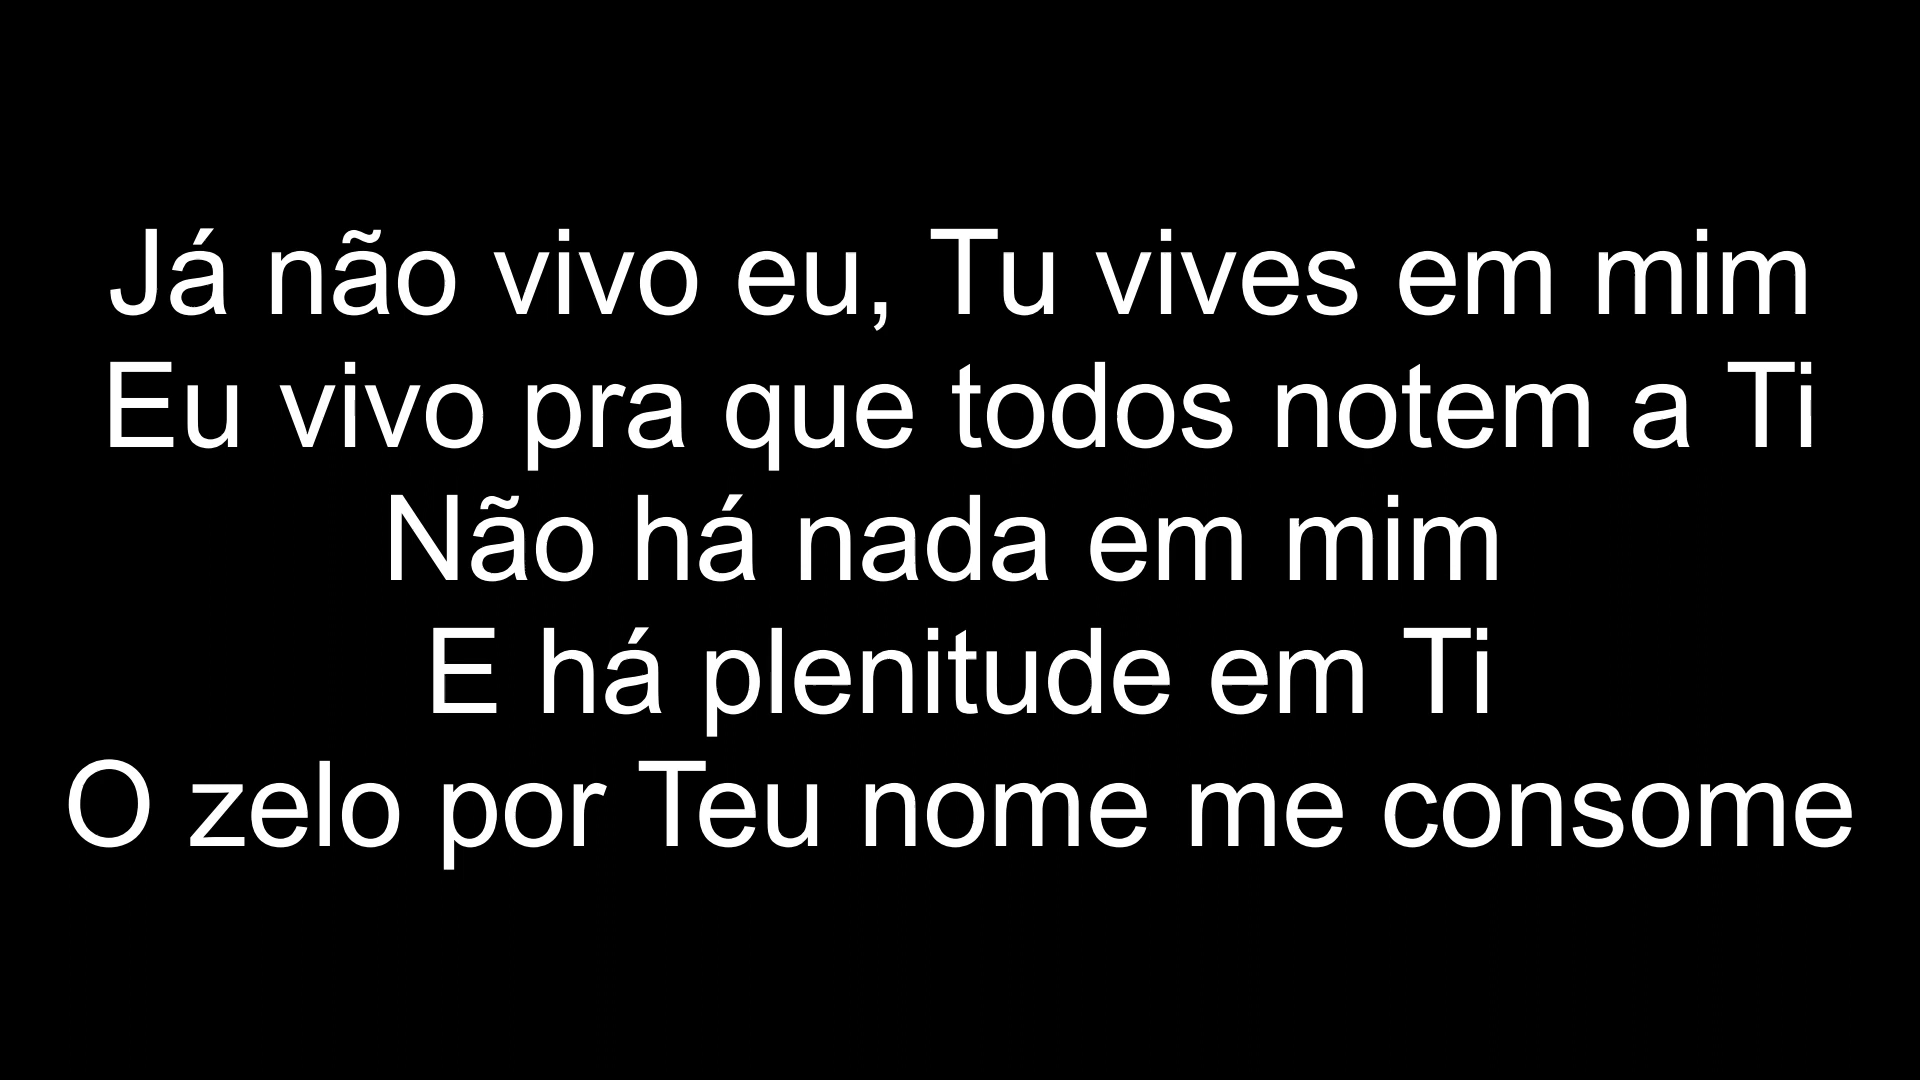 Já não vivo eu, Tu vives em mim
Eu vivo pra que todos notem a Ti
Não há nada em mim
E há plenitude em Ti
O zelo por Teu nome me consome